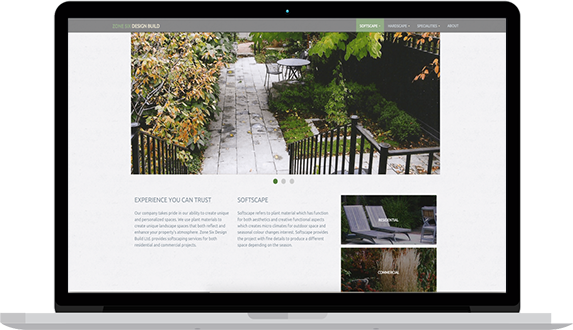 ZONE SIX DESIGN BUILD
SOFTSCAPE HARDSCAPE SPECIALTIES ABOUT
EXPERIENCE YOU CAN TRUST
Our company takes pride in our ability to create unique
and personalized spaces. We use plant materials to
create unique landscape spaces that both reflect and
enhance your property's atmosphere. Zone Six Design
Build Ltd. provides softscaping services for both
residential and commercial projects.
SOFTSCAPE
Softscape refers to plant material which has function
for both aesthetics and creative functional aspects
which creates micro climates for outdoor space and
seasonal colour changes interest. Softscape provides
the project with fine details to produce a different
space depending on the season.
RESIDENTIAL
COMMERCIAL